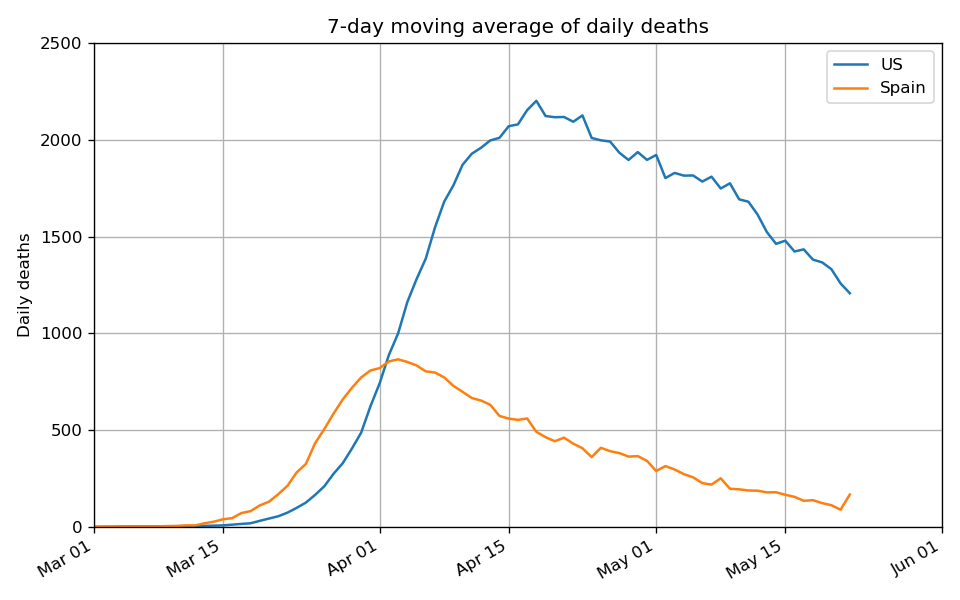 7-day moving average of daily deaths
2500
US
Spain
2000
1500
Daily deaths
1000
500
0
Mar 01
Mar 15
Apr 01
Apr 15
May 01
May 15
Jun 01